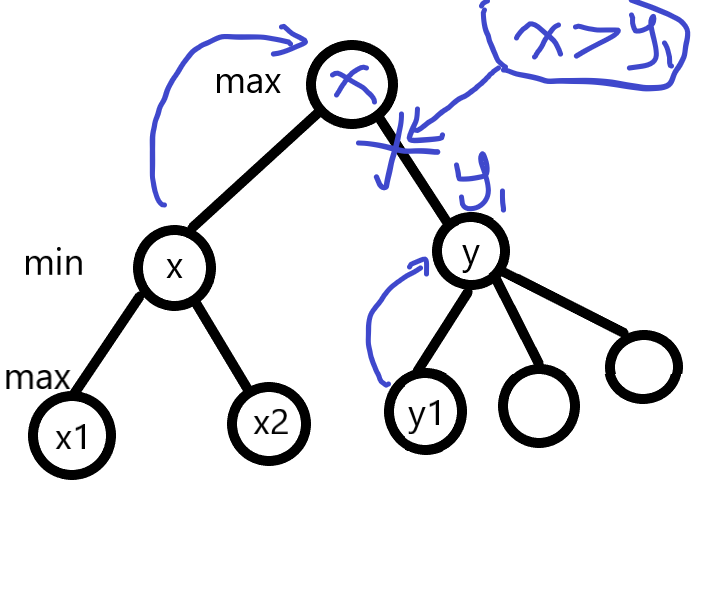 x > y₁
max x
y₁
min x y
max
x1 x2 y1